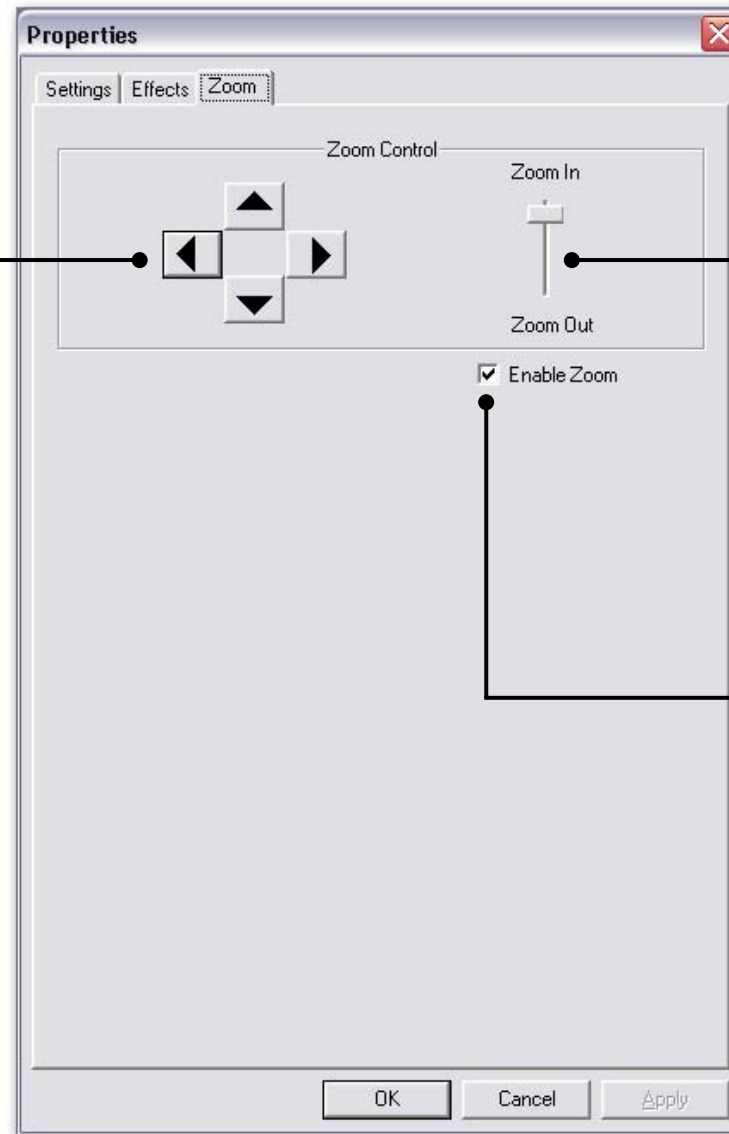 Properties
Settings Effects Zoom
Zoom Control
Zoom In
Zoom Out
Enable Zoom
OK Cancel Apply